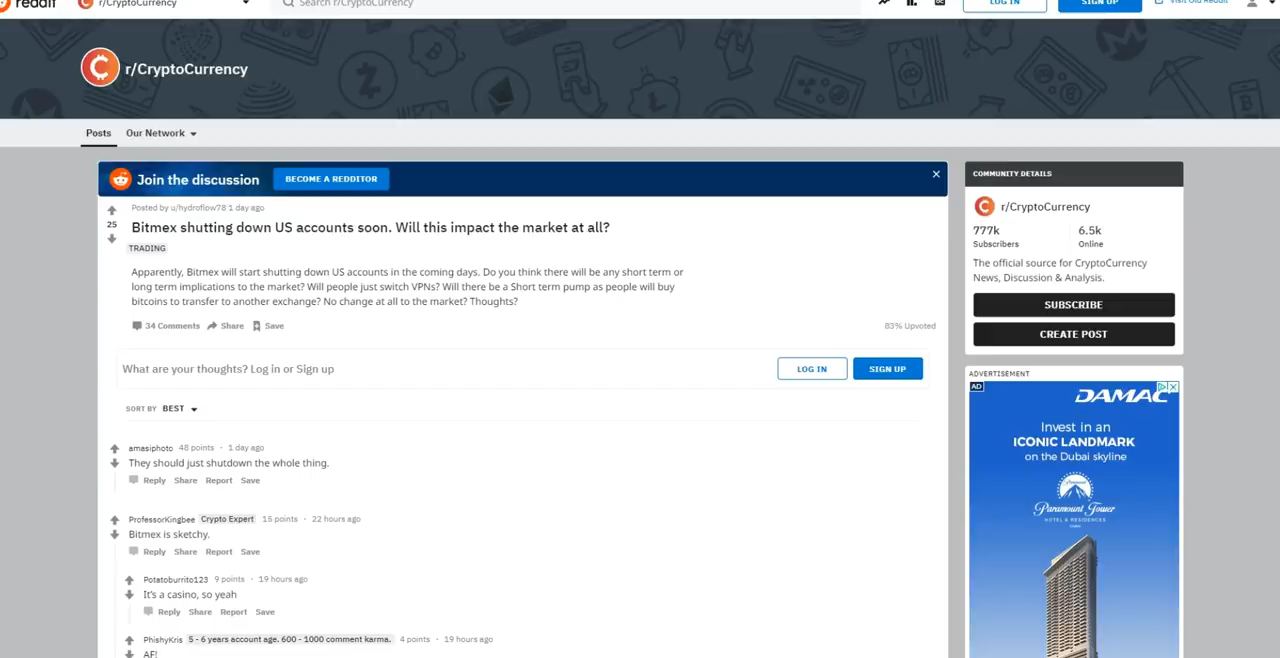 reddit
r/CryptoCurrency
Search r/CryptoCurrency
LOG IN
SIGN UP
Visit Old Reddit
r/CryptoCurrency
Posts
Our Network
Join the discussion
BECOME A REDDITOR
Posted by u/hydroflow78 1 day ago
25
Bitmex shutting down US accounts soon. Will this impact the market at all?
TRADING
Apparently, Bitmex will start shutting down US accounts in the coming days. Do you think there will be any short term or
long term implications to the market? Will people just switch VPNs? Will there be a Short term pump as people will buy
bitcoins to transfer to another exchange? No change at all to the market? Thoughts?
34 Comments Share Save
83% Upvoted
What are your thoughts? Log in or Sign up
LOG IN
SIGN UP
SORT BY BEST
amasiphoto 48 points · 1 day ago
They should just shutdown the whole thing.
Reply Share Report Save
ProfessorKingbee Crypto Expert 15 points · 22 hours ago
Bitmex is sketchy.
Reply Share Report Save
Potatoburrito123 9 points · 19 hours ago
It's a casino, so yeah
Reply Share Report Save
PhishyKris 5 - 6 years account age. 600 - 1000 comment karma. 4 points · 19 hours ago
AF!
COMMUNITY DETAILS
r/CryptoCurrency
777k
Subscribers
6.5k
Online
The official source for CryptoCurrency
News, Discussion & Analysis.
SUBSCRIBE
CREATE POST
ADVERTISEMENT
AD
DAMAC
Invest in an
ICONIC LANDMARK
on the Dubai skyline
Paramount Tower
HOTEL & RESIDENCES